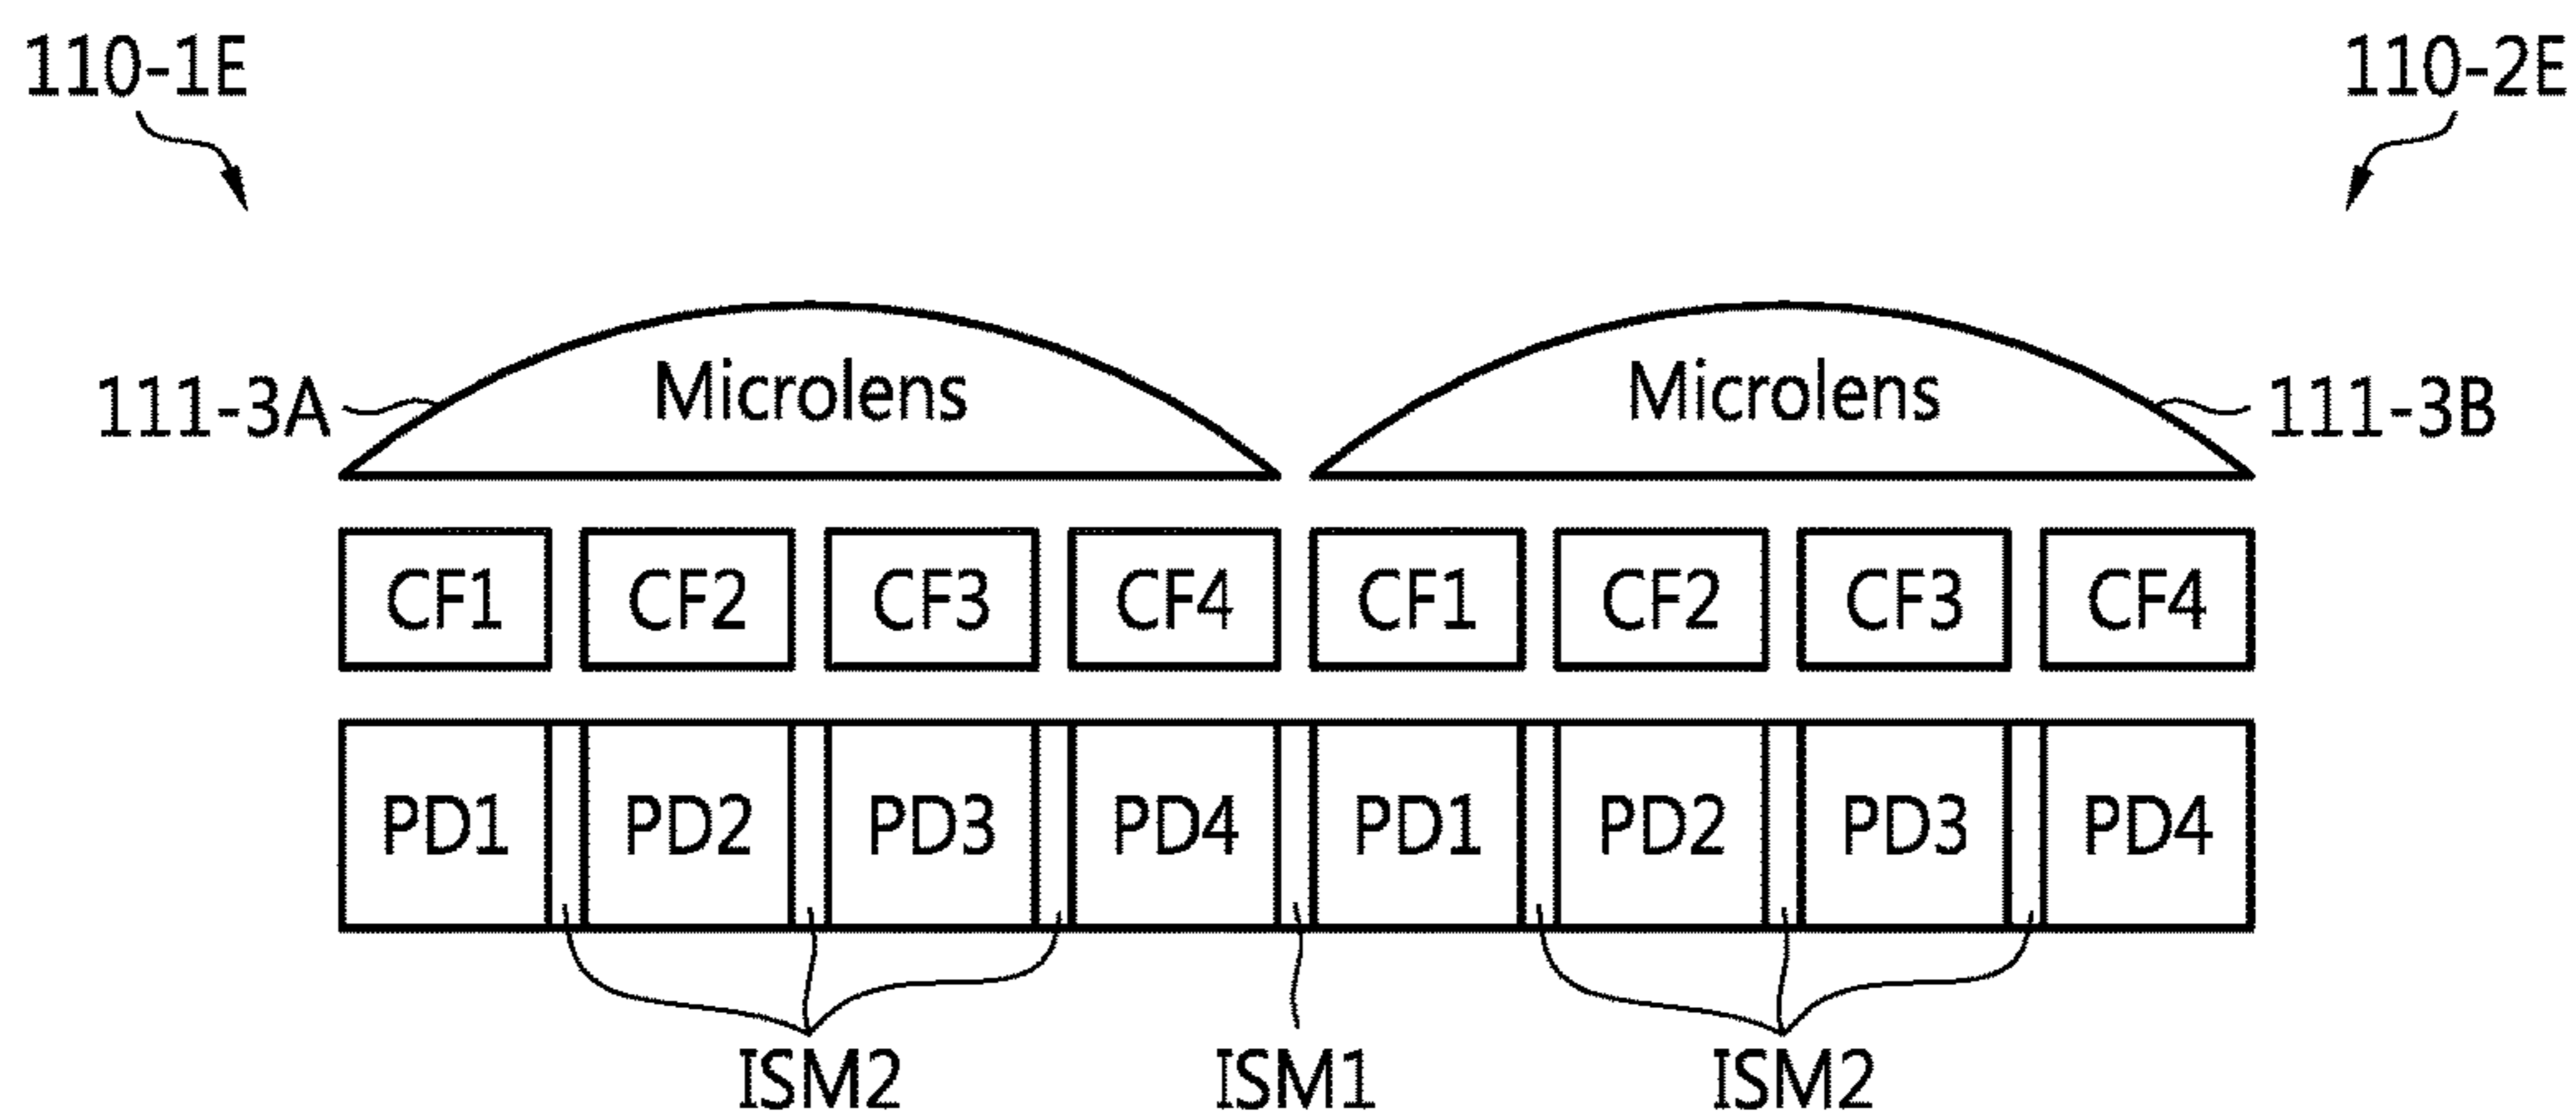 110-1E 110-2E
Microlens Microlens
111-3A 111-3B
CF1 CF2 CF3 CF4 CF1 CF2 CF3 CF4
PD1 PD2 PD3 PD4 PD1 PD2 PD3 PD4
ISM2 ISM1 ISM2